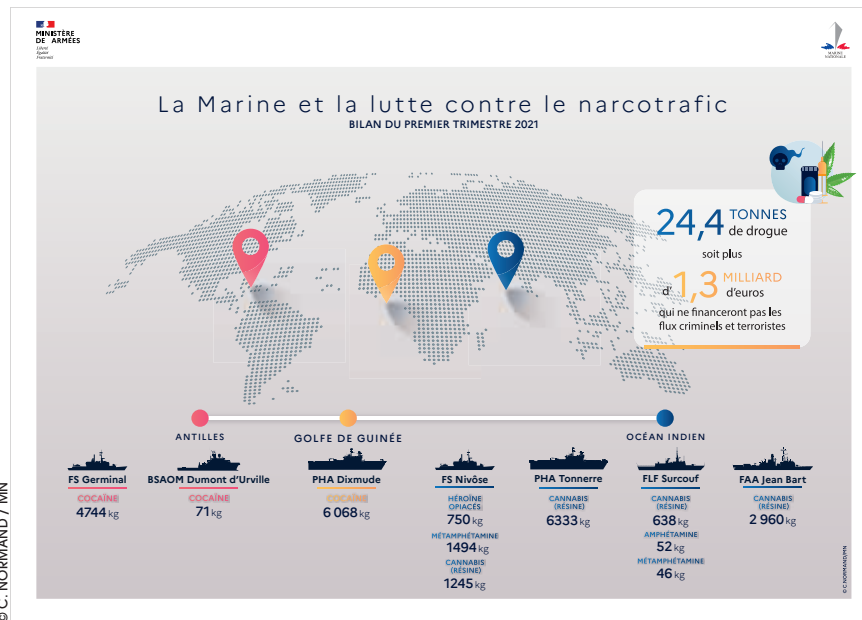 MINISTÈRE
DE ARMÉES
Liberté
Égalité
Fraternité
MARINE
NATIONALE
La Marine et la lutte contre le narcotrafic
BILAN DU PREMIER TRIMESTRE 2021
24,4 TONNES
de drogue
soit plus
d'1,3 MILLIARD
d'euros
qui ne financeront pas les
flux criminels et terroristes
ANTILLES
GOLFE DE GUINÉE
OCÉAN INDIEN
FS Germinal
COCAÏNE
4744 kg
BSAOM Dumont d'Urville
COCAÏNE
71 kg
PHA Dixmude
COCAÏNE
6 068 kg
FS Nivôse
HÉROÏNE
OPIACÉS
750 kg
MÉTAMPHÉTAMINE
1494 kg
CANNABIS
(RÉSINE)
1245 kg
PHA Tonnerre
CANNABIS
(RÉSINE)
6333 kg
FLF Surcouf
CANNABIS
(RÉSINE)
638 kg
AMPHÉTAMINE
52 kg
MÉTAMPHÉTAMINE
46 kg
FAA Jean Bart
CANNABIS
(RÉSINE)
2 960 kg
© C. NORMAND / MN
© C.NORMAND/MN